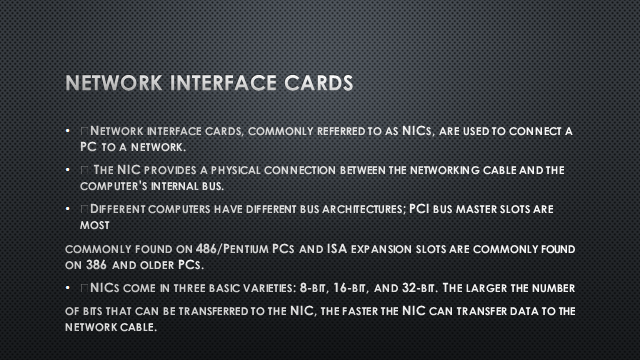 NETWORK INTERFACE CARDS
• □NETWORK INTERFACE CARDS, COMMONLY REFERRED TO AS NICS, ARE USED TO CONNECT A
PC TO A NETWORK.
• □ THE NIC PROVIDES A PHYSICAL CONNECTION BETWEEN THE NETWORKING CABLE AND THE
COMPUTER'S INTERNAL BUS.
• □DIFFERENT COMPUTERS HAVE DIFFERENT BUS ARCHITECTURES; PCI BUS MASTER SLOTS ARE
MOST
COMMONLY FOUND ON 486/PENTIUM PCS AND ISA EXPANSION SLOTS ARE COMMONLY FOUND
ON 386 AND OLDER PCS.
• □NICS COME IN THREE BASIC VARIETIES: 8-BIT, 16-BIT, AND 32-BIT. THE LARGER THE NUMBER
OF BITS THAT CAN BE TRANSFERRED TO THE NIC, THE FASTER THE NIC CAN TRANSFER DATA TO THE
NETWORK CABLE.